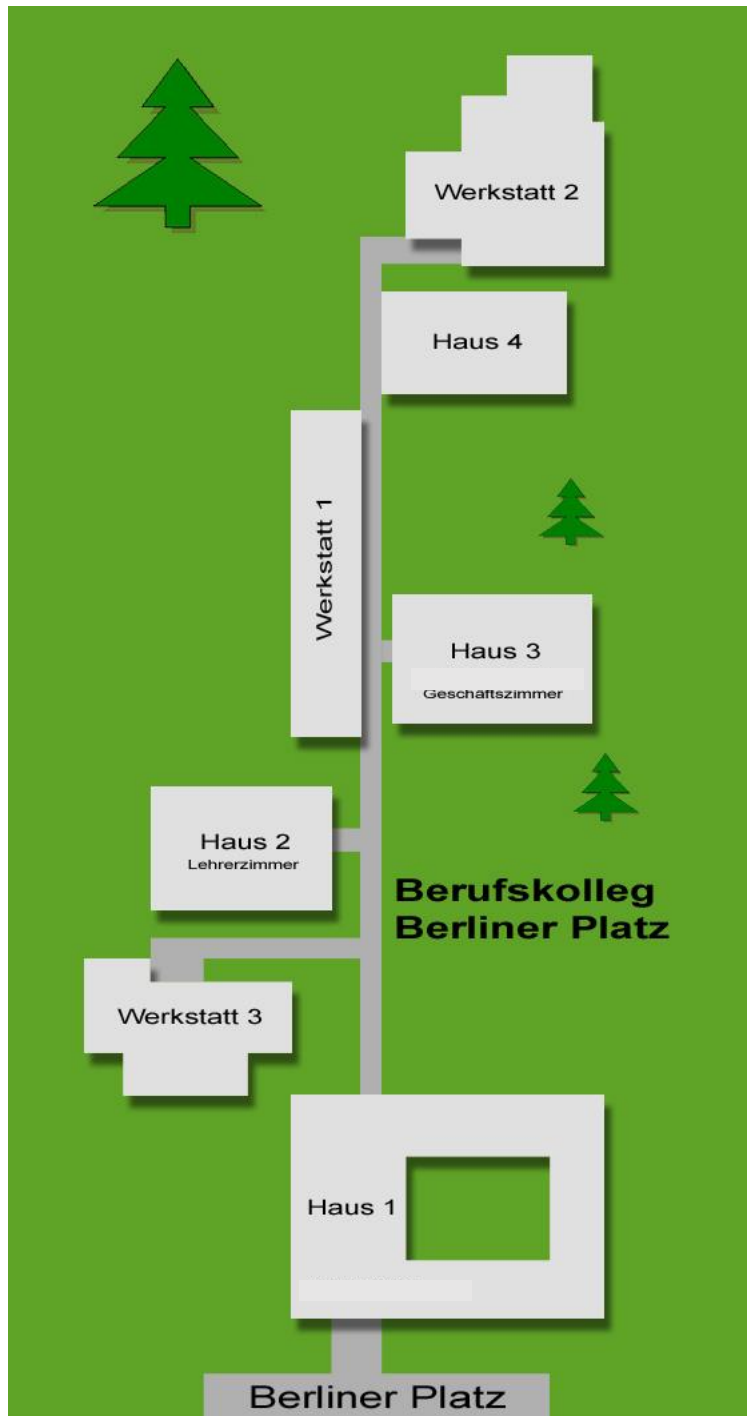 Werkstatt 2
Haus 4
Werkstatt 1
Haus 3
Geschäftszimmer
Haus 2
Lehrerzimmer
Berufskolleg
Berliner Platz
Werkstatt 3
Haus 1
Berliner Platz